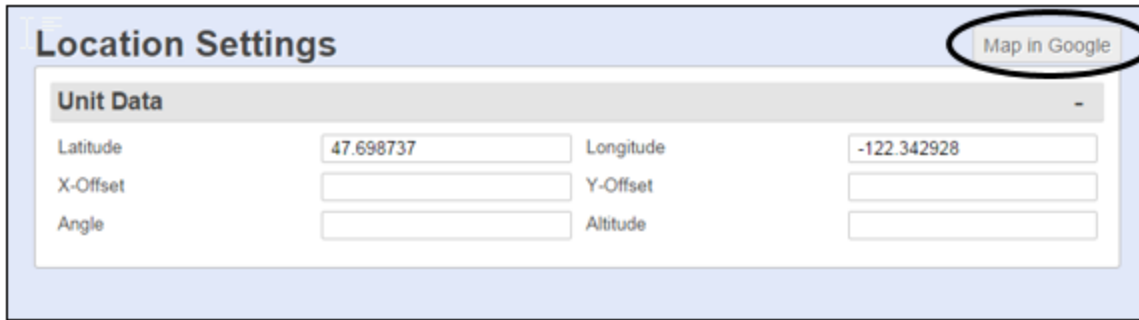 Location Settings
Map in Google
Unit Data -
Latitude 47.698737 Longitude -122.342928
X-Offset Y-Offset
Angle Altitude